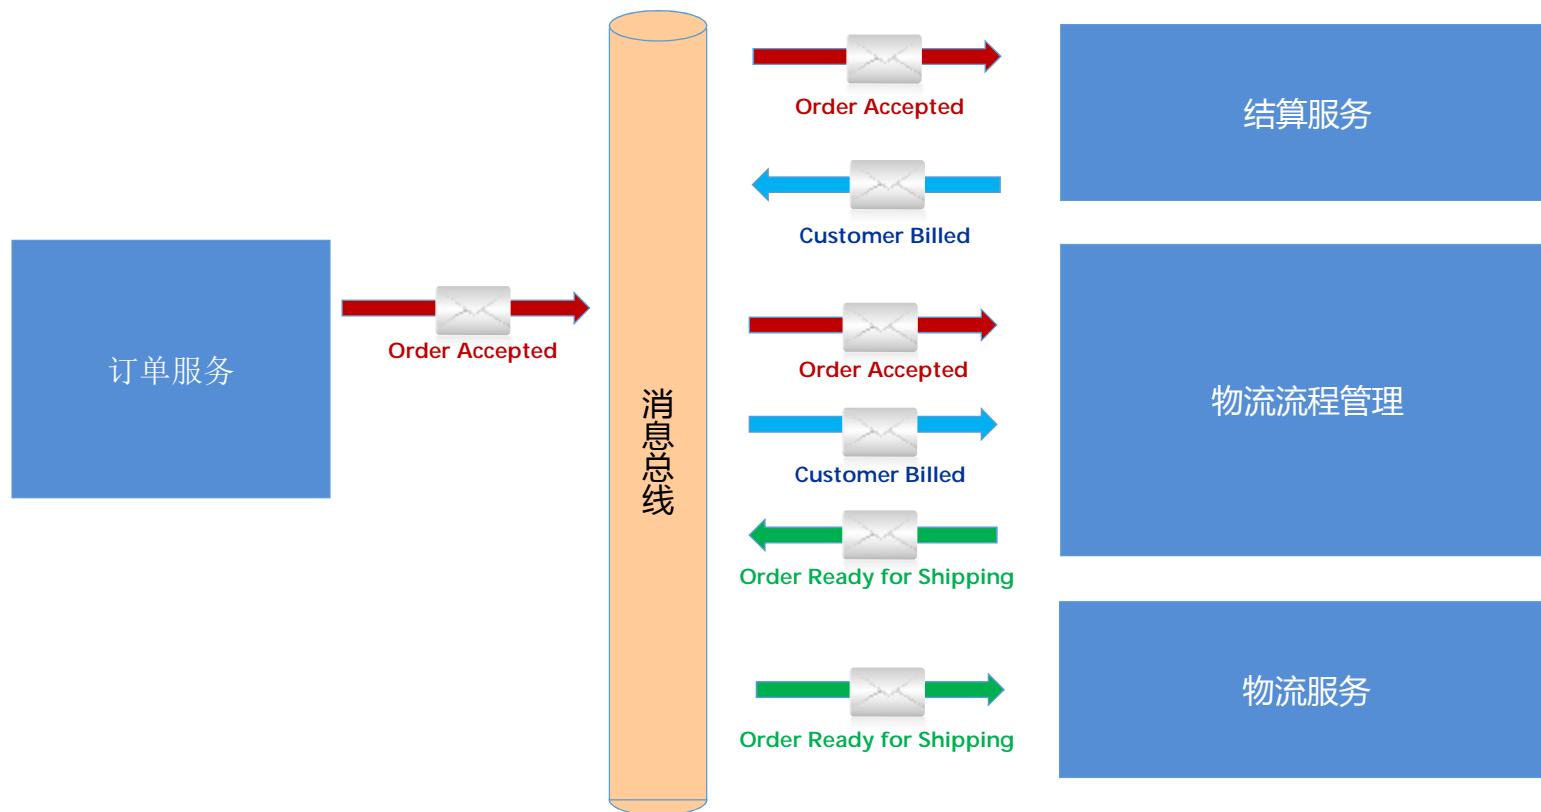 订单服务
Order Accepted
消息总线
Order Accepted
Customer Billed
Order Accepted
Customer Billed
Order Ready for Shipping
Order Ready for Shipping
结算服务
物流流程管理
物流服务